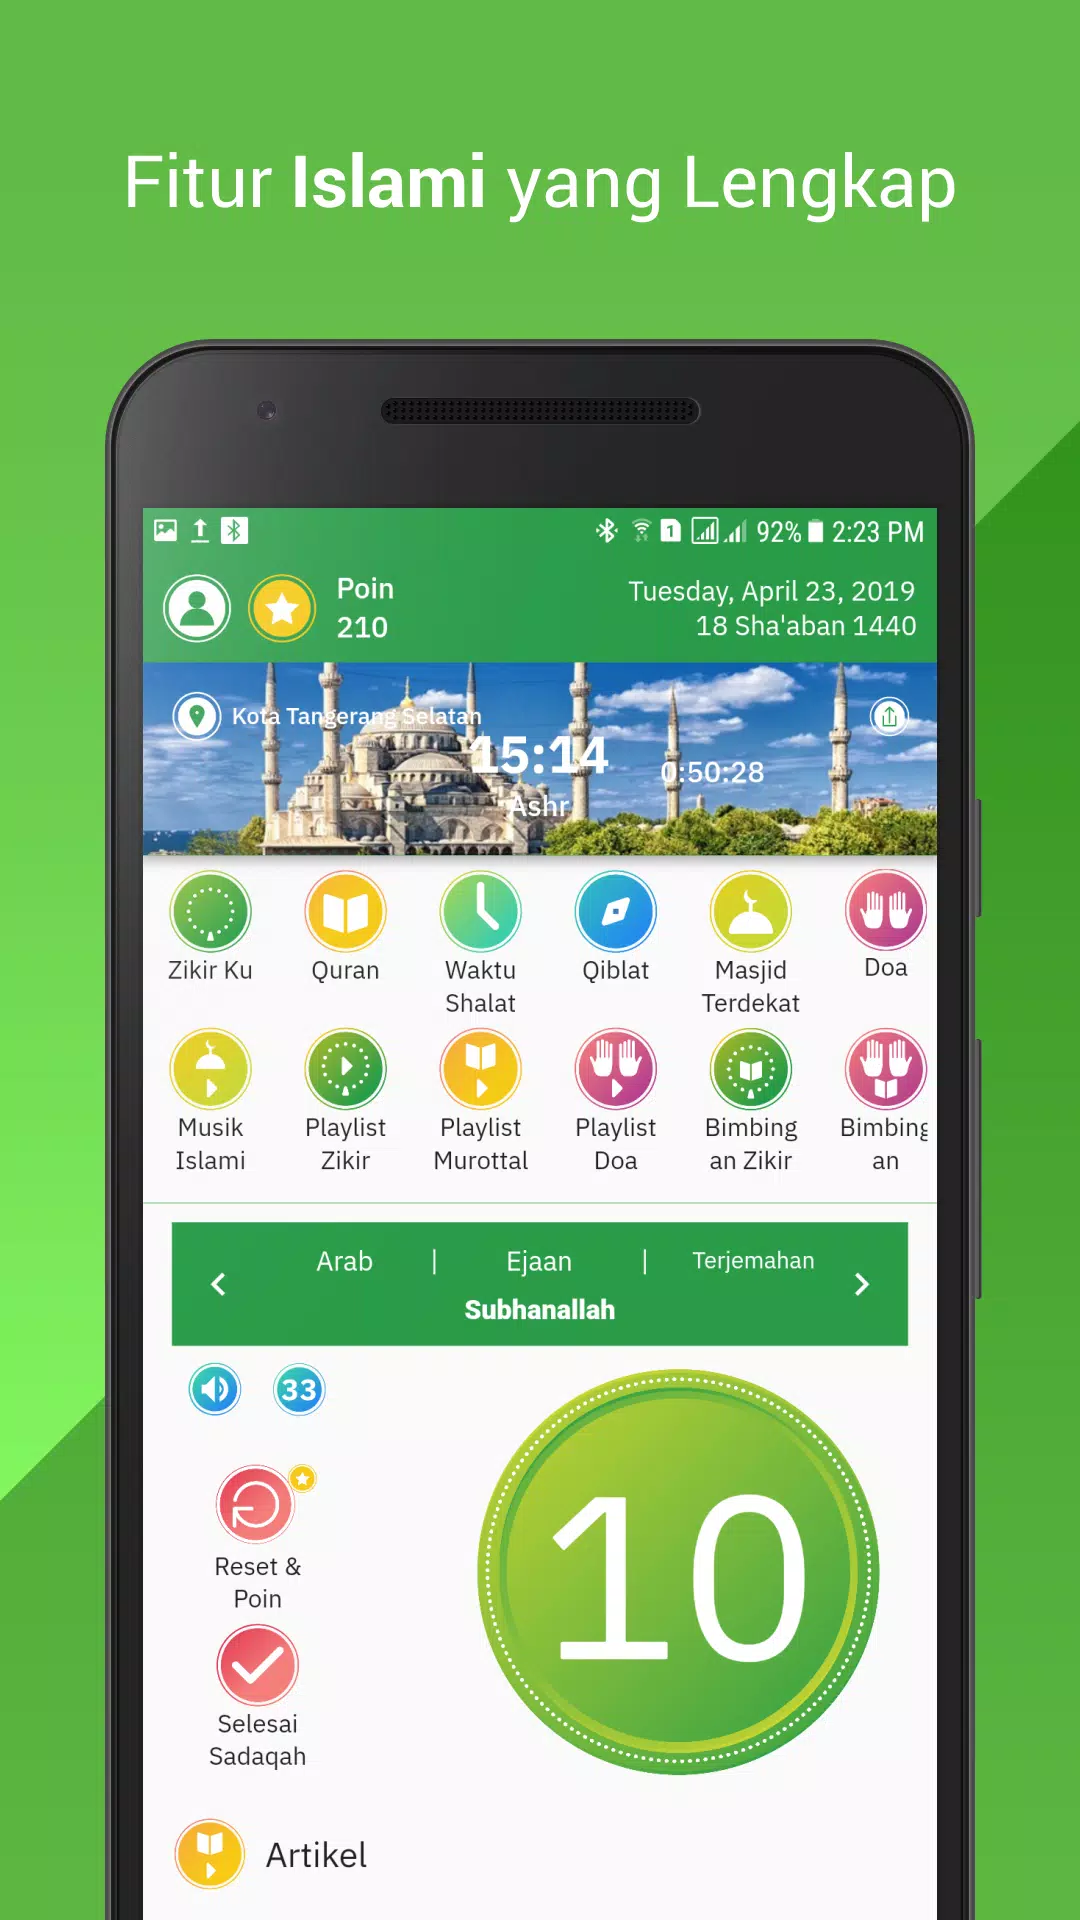 Fitur Islami yang Lengkap
1 92% 2:23 PM
Poin
210
Tuesday, April 23, 2019
18 Sha'aban 1440
Kota Tangerang Selatan
15:14
0:50:28
Ashr
Zikir Ku
Quran
Waktu
Shalat
Qiblat
Masjid
Terdekat
Doa
Musik
Islami
Playlist
Zikir
Playlist
Murottal
Playlist
Doa
Bimbing
an Zikir
Bimbing
an
Arab | Ejaan | Terjemahan
Subhanallah
33
Reset &
Poin
10
Selesai
Sadaqah
Artikel